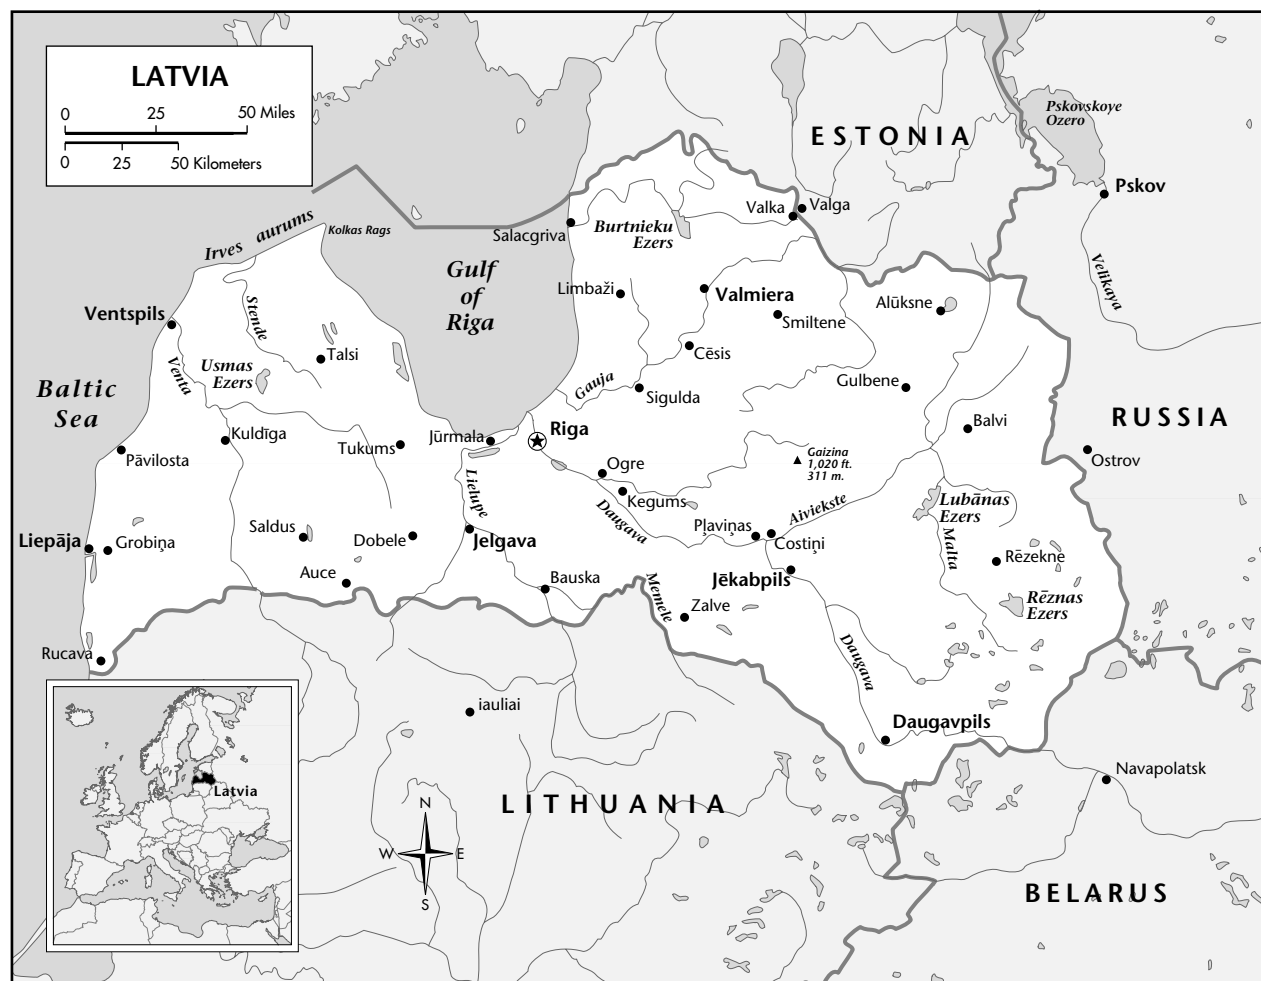 LATVIA
0 25 50 Miles
0 25 50 Kilometers
ESTONIA
Pskovskoye
Ozero
Pskov
Velikaya
Valka
Valga
Salacgriva
Burtnieku
Ezers
Irves aurums
Kolkas Rags
Gulf
of
Riga
Limbaži
Valmiera
Smiltene
Alūksne
Ventspils
Stende
Talsi
Venta
Usmas
Ezers
Cēsis
Gauja
Sigulda
Gulbene
Baltic
Sea
Balvi
RUSSIA
Ostrov
Kuldīga
Tukums
Jūrmala
Riga
Pāvilosta
Gaizina
1,020 ft.
311 m.
Ogre
Kegums
Lielupe
Daugava
Aiviekste
Lubānas
Ezers
Malta
Liepāja
Grobiņa
Saldus
Dobele
Jelgava
Pļaviņas
Costiņi
Rēzekne
Auce
Bauska
Jēkabpils
Memele
Zalve
Rēznas
Ezers
Rucava
Daugava
iauliai
Daugavpils
Navapolatsk
LITHUANIA
BELARUS
Latvia
N
W E
S